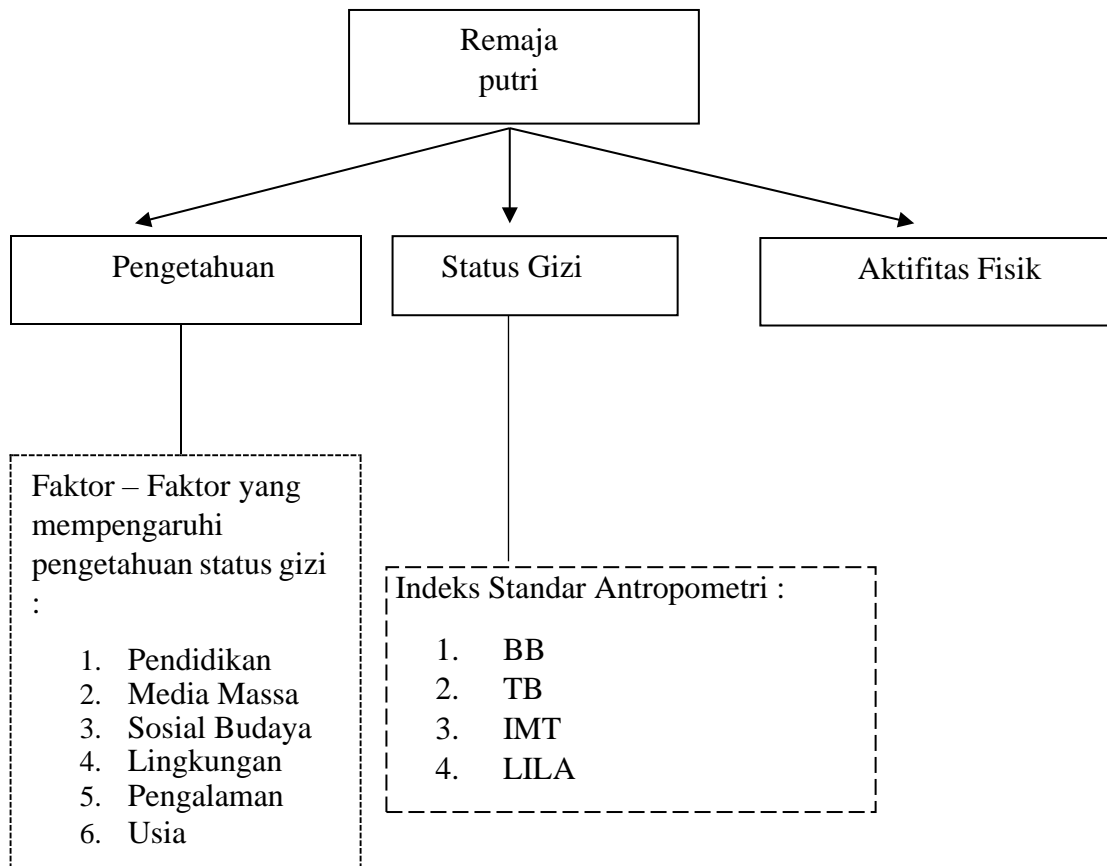 Remaja
putri
Pengetahuan
Status Gizi
Aktifitas Fisik
Faktor – Faktor yang
mempengaruhi
pengetahuan status gizi
:
1. Pendidikan
2. Media Massa
3. Sosial Budaya
4. Lingkungan
5. Pengalaman
6. Usia
Indeks Standar Antropometri :
1. BB
2. TB
3. IMT
4. LILA